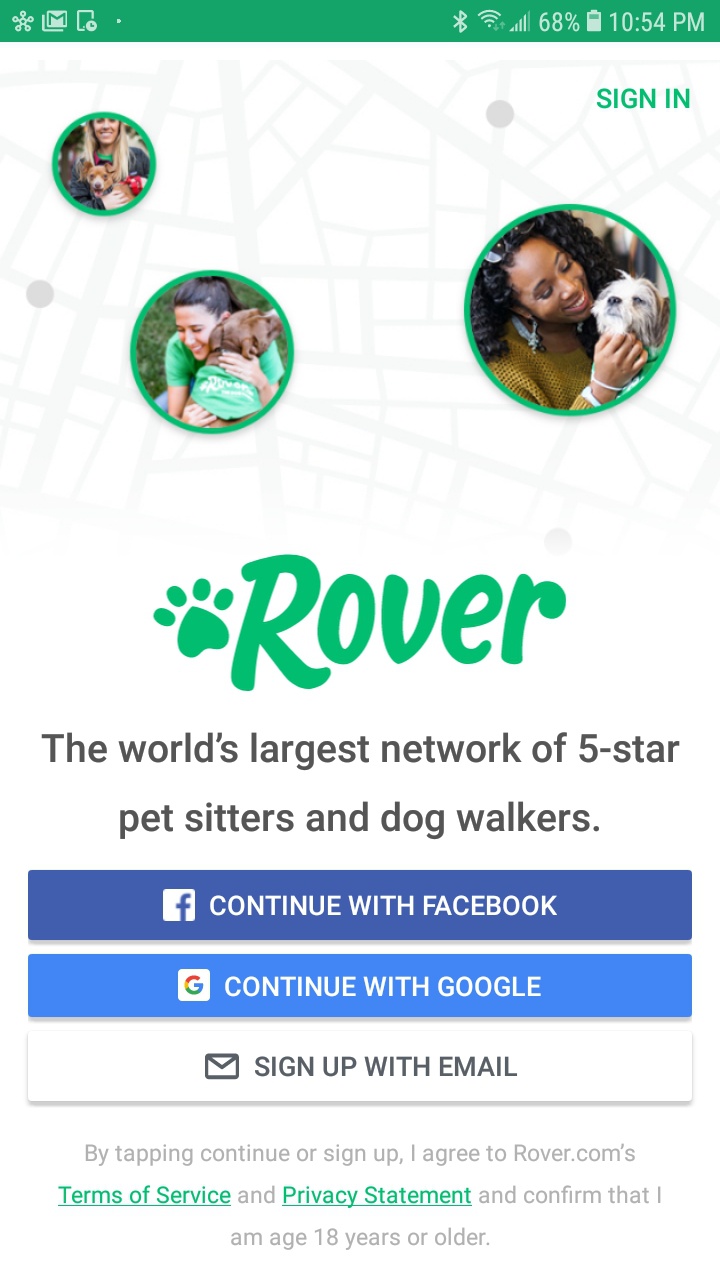 68% 10:54 PM
SIGN IN
Rover
Rover
The world’s largest network of 5-star
pet sitters and dog walkers.
CONTINUE WITH FACEBOOK
CONTINUE WITH GOOGLE
SIGN UP WITH EMAIL
By tapping continue or sign up, I agree to Rover.com’s
Terms of Service and Privacy Statement and confirm that I
am age 18 years or older.